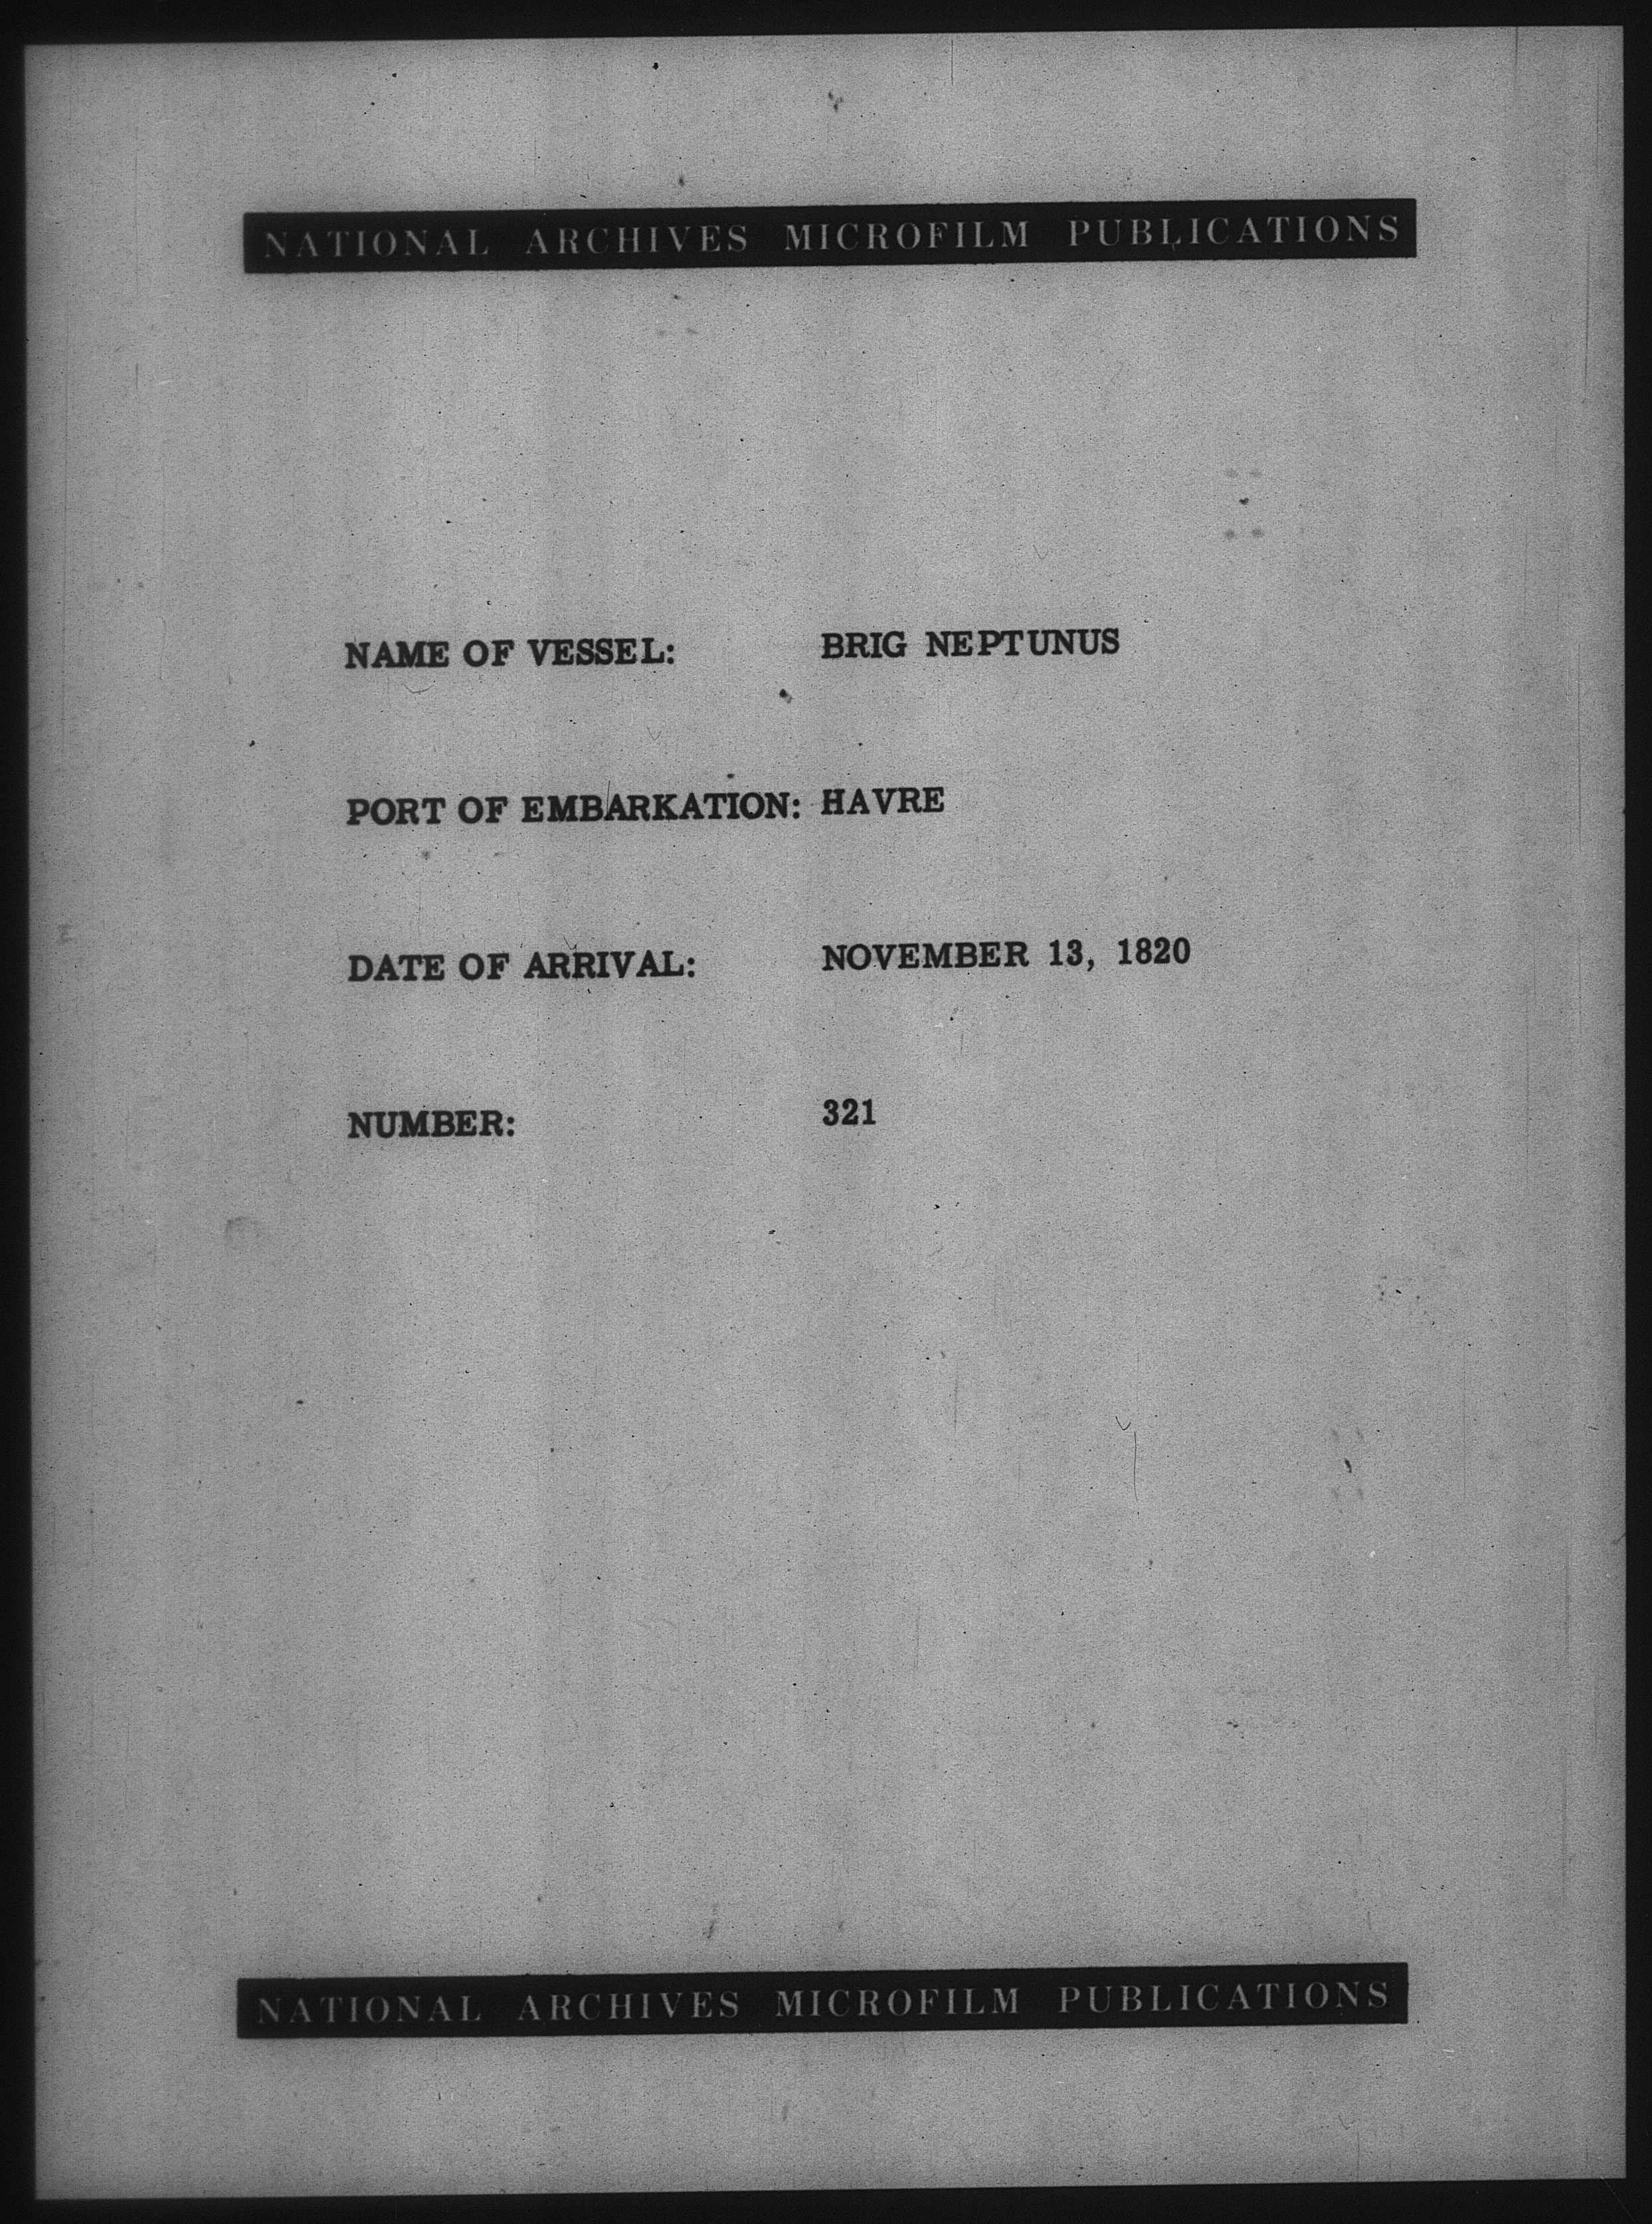 NATIONAL ARCHIVES MICROFILM PUBLICATIONS
NAME OF VESSEL: BRIG NEPTUNUS
PORT OF EMBARKATION: HAVRE
DATE OF ARRIVAL: NOVEMBER 13, 1820
NUMBER: 321
NATIONAL ARCHIVES MICROFILM PUBLICATIONS